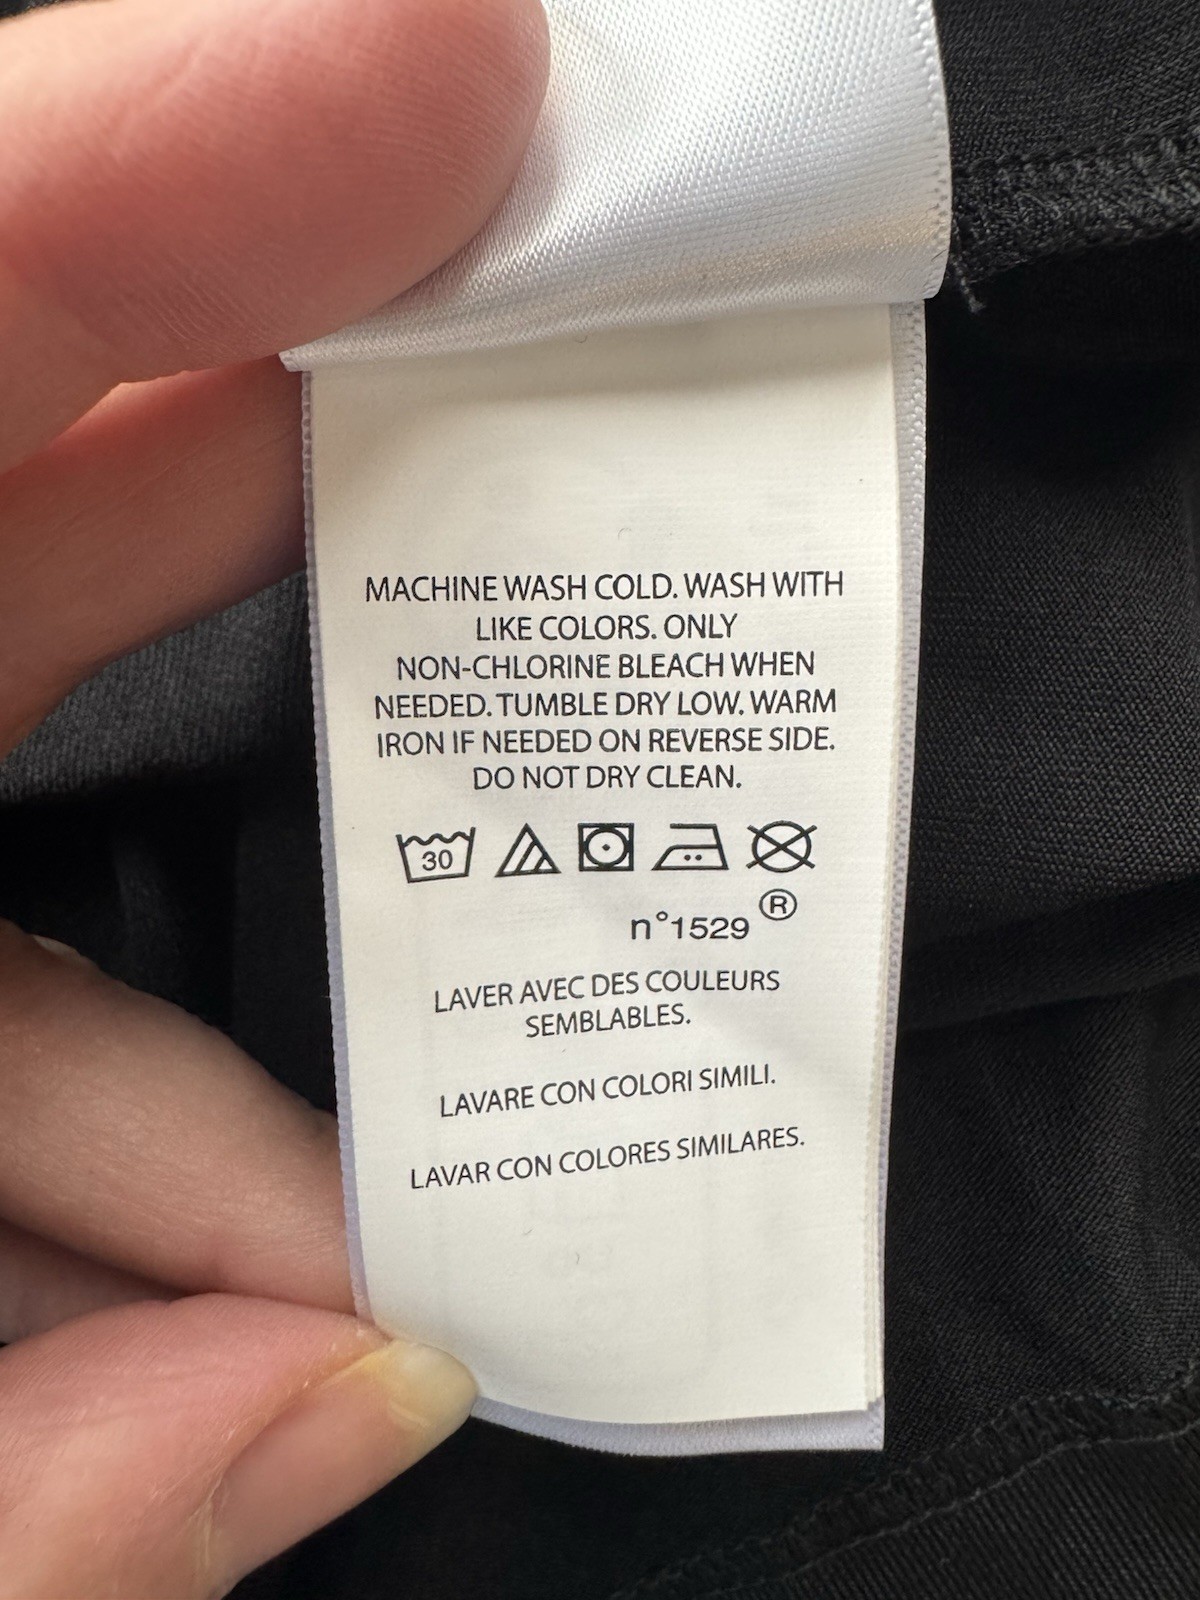 MACHINE WASH COLD. WASH WITH
LIKE COLORS. ONLY
NON-CHLORINE BLEACH WHEN
NEEDED. TUMBLE DRY LOW. WARM
IRON IF NEEDED ON REVERSE SIDE.
DO NOT DRY CLEAN.
30
n°1529 ®
LAVER AVEC DES COULEURS
SEMBLABLES.
LAVARE CON COLORI SIMILI.
LAVAR CON COLORES SIMILARES.